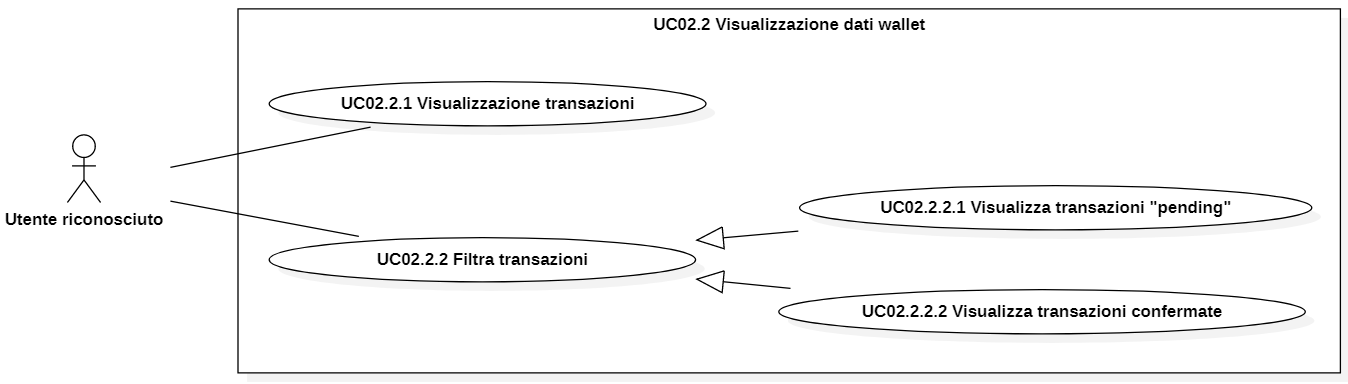 UC02.2 Visualizzazione dati wallet
UC02.2.1 Visualizzazione transazioni
Utente riconosciuto
UC02.2.2.1 Visualizza transazioni "pending"
UC02.2.2 Filtra transazioni
UC02.2.2.2 Visualizza transazioni confermate